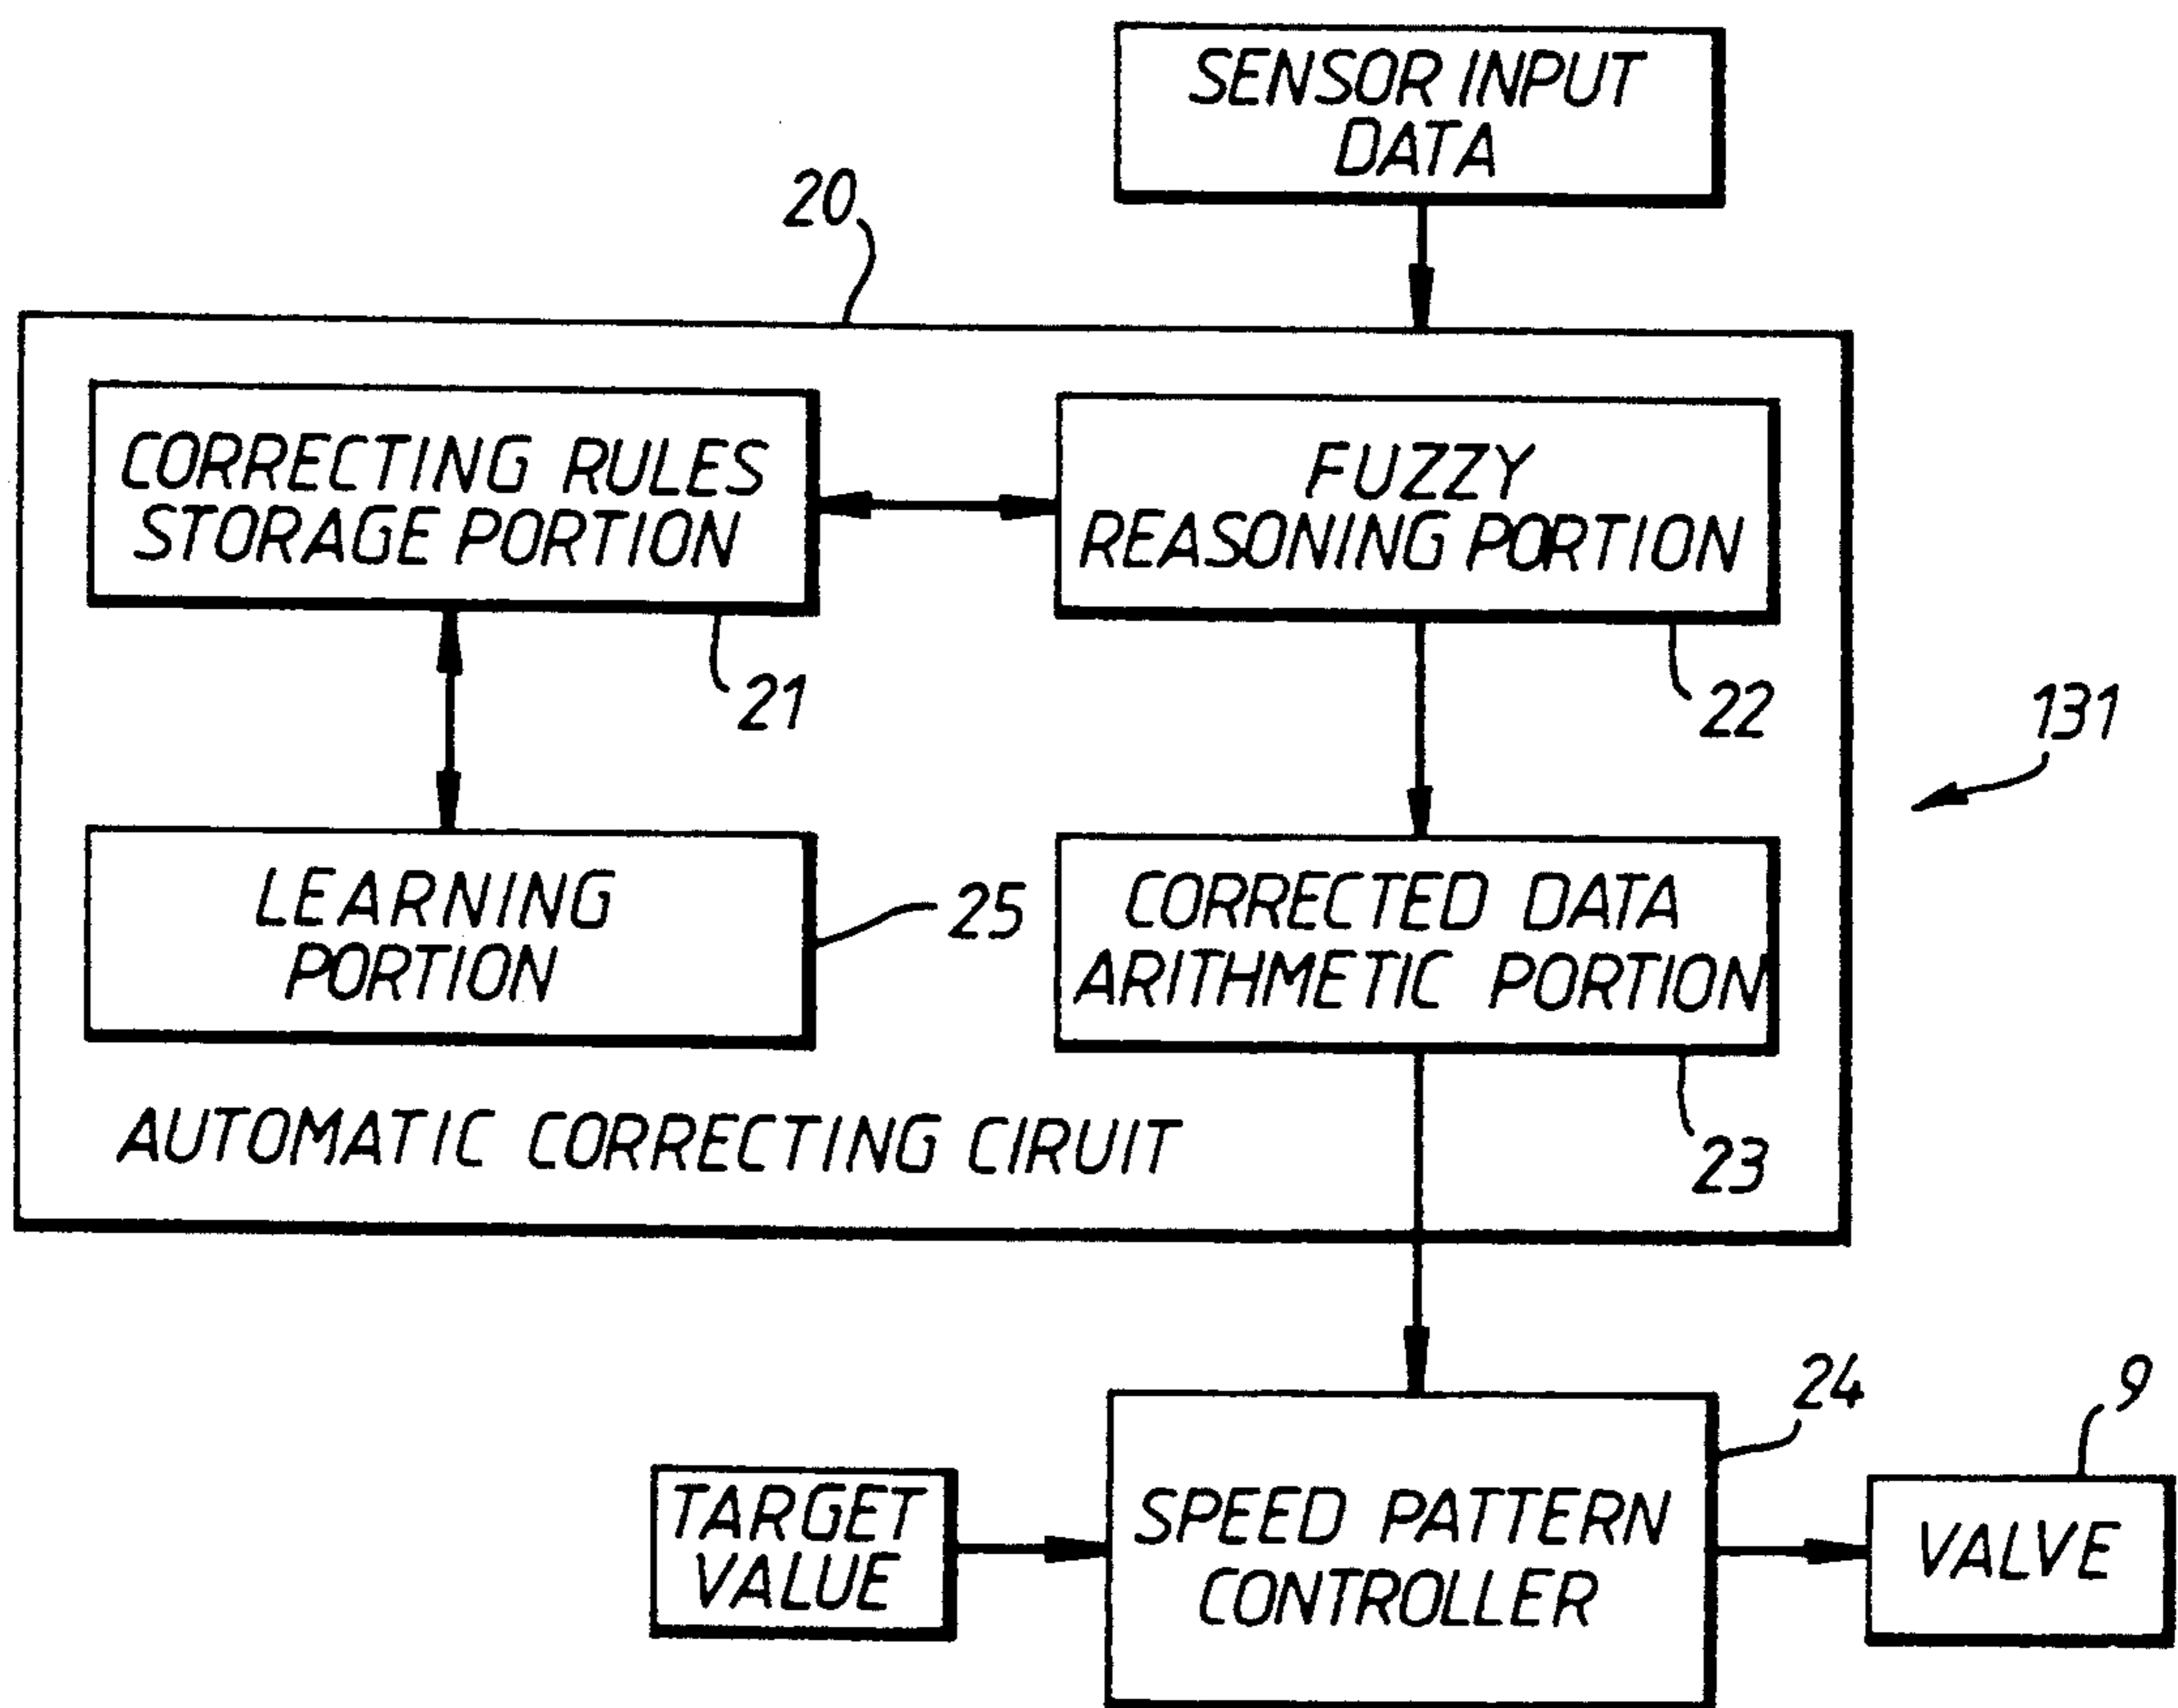 SENSOR INPUT
DATA
20
CORRECTING RULES
STORAGE PORTION
FUZZY
REASONING PORTION
21
22
131
LEARNING
PORTION
25
CORRECTED DATA
ARITHMETIC PORTION
AUTOMATIC CORRECTING CIRUIT
23
24
9
TARGET
VALUE
SPEED PATTERN
CONTROLLER
VALVE